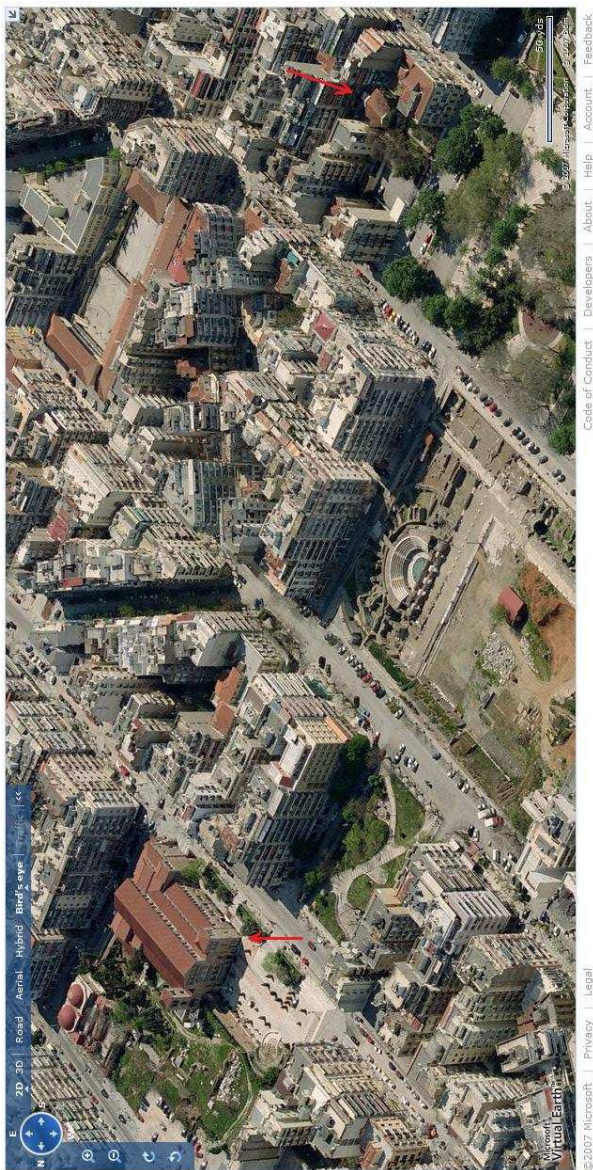 2D 3D Road Aerial Hybrid Bird's eye Traffic <<
E
S
N
W
50 yds
Microsoft
Virtual Earth
©2007 Microsoft | Privacy | Legal
Code of Conduct | Developers | About | Help | Account | Feedback